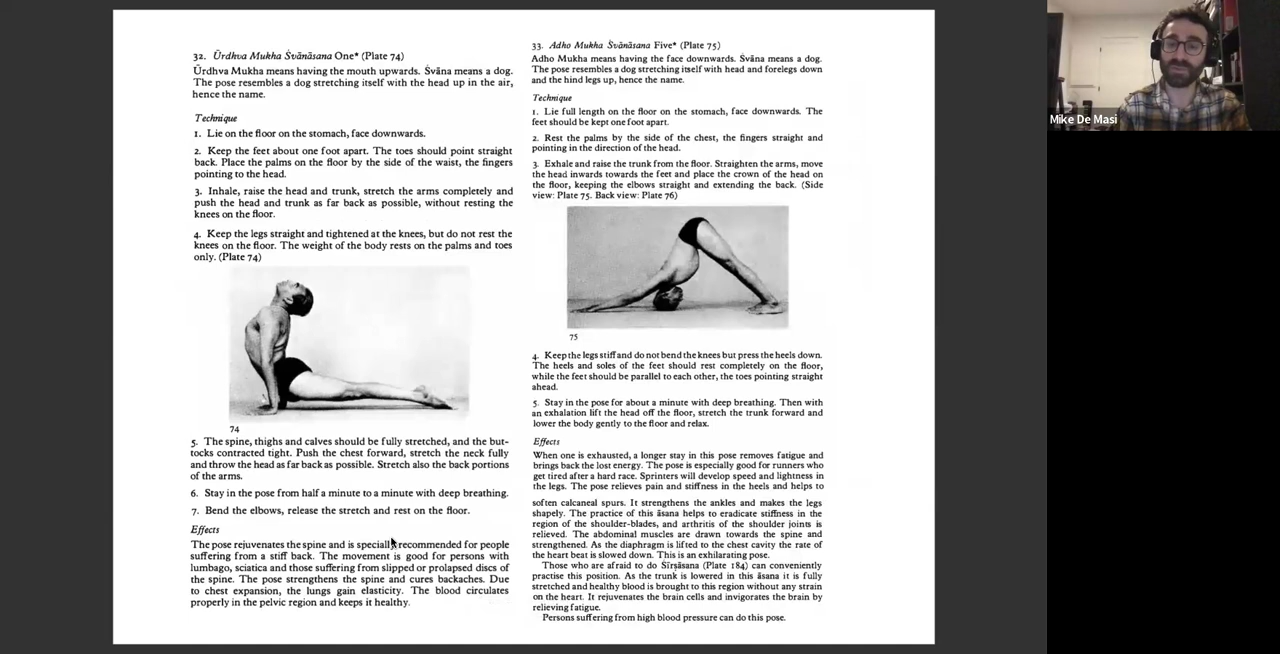 32. Ūrdhva Mukha Śvānāsana One* (Plate 74)
Ūrdhva Mukha means having the mouth upwards. Śvāna means a dog.
The pose resembles a dog stretching itself with the head up in the air,
hence the name.
Technique
1. Lie on the floor on the stomach, face downwards.
2. Keep the feet about one foot apart. The toes should point straight
back. Place the palms on the floor by the side of the waist, the fingers
pointing to the head.
3. Inhale, raise the head and trunk, stretch the arms completely and
push the head and trunk as far back as possible, without resting the
knees on the floor.
4. Keep the legs straight and tightened at the knees, but do not rest the
knees on the floor. The weight of the body rests on the palms and toes
only. (Plate 74)
74
5. The spine, thighs and calves should be fully stretched, and the but-
tocks contracted tight. Push the chest forward, stretch the neck fully
and throw the head as far back as possible. Stretch also the back portions
of the arms.
6. Stay in the pose from half a minute to a minute with deep breathing.
7. Bend the elbows, release the stretch and rest on the floor.
Effects
The pose rejuvenates the spine and is specially recommended for people
suffering from a stiff back. The movement is good for persons with
lumbago, sciatica and those suffering from slipped or prolapsed discs of
the spine. The pose strengthens the spine and cures backaches. Due
to chest expansion, the lungs gain elasticity. The blood circulates
properly in the pelvic region and keeps it healthy.
33. Adho Mukha Śvānāsana Five* (Plate 75)
Adho Mukha means having the face downwards. Śvāna means a dog.
The pose resembles a dog stretching itself with head and forelegs down
and the hind legs up, hence the name.
Technique
1. Lie full length on the floor on the stomach, face downwards. The
feet should be kept one foot apart.
2. Rest the palms by the side of the chest, the fingers straight and
pointing in the direction of the head.
3. Exhale and raise the trunk from the floor. Straighten the arms, move
the head inwards towards the feet and place the crown of the head on
the floor, keeping the elbows straight and extending the back. (Side
view: Plate 75. Back view: Plate 76)
75
4. Keep the legs stiff and do not bend the knees but press the heels down.
The heels and soles of the feet should rest completely on the floor,
while the feet should be parallel to each other, the toes pointing straight
ahead.
5. Stay in the pose for about a minute with deep breathing. Then with
an exhalation lift the head off the floor, stretch the trunk forward and
lower the body gently to the floor and relax.
Effects
When one is exhausted, a longer stay in this pose removes fatigue and
brings back the lost energy. The pose is especially good for runners who
get tired after a hard race. Sprinters will develop speed and lightness in
the legs. The pose relieves pain and stiffness in the heels and helps to
soften calcaneal spurs. It strengthens the ankles and makes the legs
shapely. The practice of this āsana helps to eradicate stiffness in the
region of the shoulder-blades, and arthritis of the shoulder joints is
relieved. The abdominal muscles are drawn towards the spine and
strengthened. As the diaphragm is lifted to the chest cavity the rate of
the heart beat is slowed down. This is an exhilarating pose.
Those who are afraid to do Śīrṣāsana (Plate 184) can conveniently
practise this position. As the trunk is lowered in this āsana it is fully
stretched and healthy blood is brought to this region without any strain
on the heart. It rejuvenates the brain cells and invigorates the brain by
relieving fatigue.
Persons suffering from high blood pressure can do this pose.
Mike De Masi